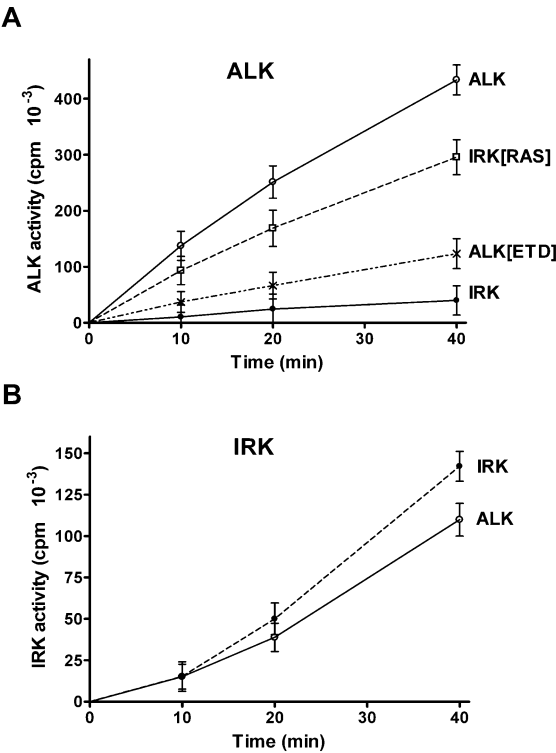 A
ALK
ALK activity (cpm 10-3)
400
300
200
100
0
0 10 20 30 40
Time (min)
ALK
IRK[RAS]
ALK[ETD]
IRK
B
IRK
IRK activity (cpm 10-3)
150
125
100
75
50
25
0
0 10 20 30 40
Time (min)
IRK
ALK